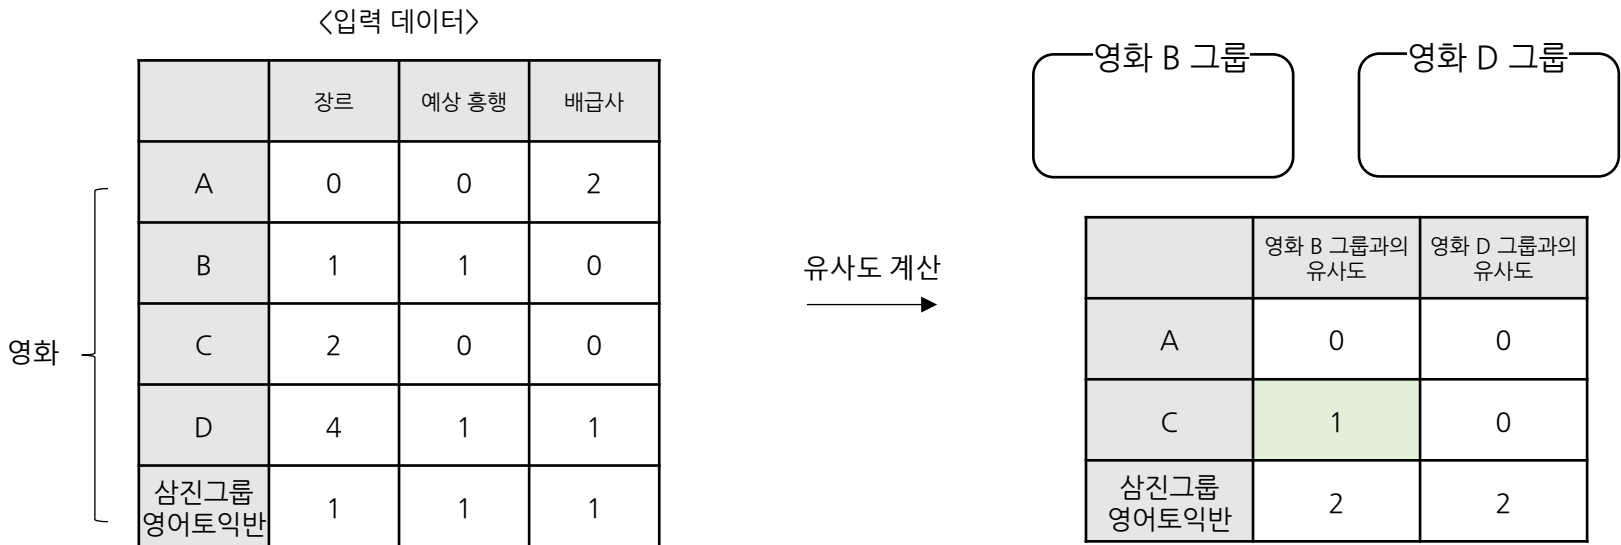 <입력 데이터>
장르 예상 흥행 배급사
A 0 0 2
B 1 1 0
C 2 0 0
D 4 1 1
삼진그룹
영어토익반 1 1 1
영화
유사도 계산
영화 B 그룹 영화 D 그룹
영화 B 그룹과의
유사도
영화 D 그룹과의
유사도
A 0 0
C 1 0
삼진그룹
영어토익반 2 2